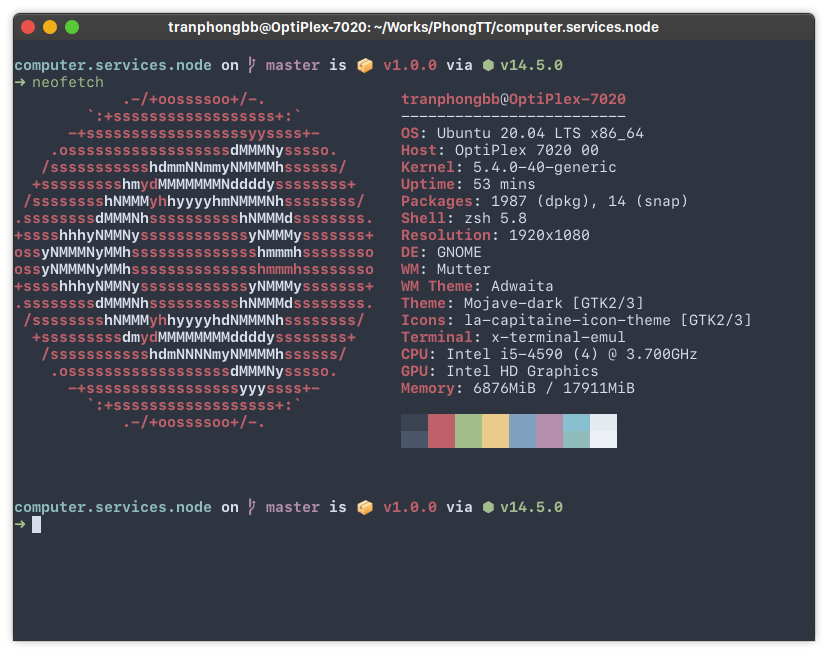 tranphongbb@OptiPlex-7020: ~/Works/PhongTT/computer.services.node
computer.services.node on master is 📦 v1.0.0 via ⬢ v14.5.0
➜ neofetch
.-/+oossssoo+/-.
`:+ssssssssssssssssss+:`
-+ssssssssssssssssssyyssss+-
.ossssssssssssssssssdMMMNysssso.
/ssssssssssshdmmNNmmyNMMMMhssssss/
+ssssssssshmydMMMMMMMNddddyssssssss+
/sssssssshNMMMyhhyyyyhmNMMMNhssssssss/
.ssssssssdMMMNhsssssssssshNMMMdssssssss.
+sssshhhyNMMNyssssssssssssyNMMMysssssss+
ossyNMMMNyMMhsssssssssssssshmmmhssssssso
ossyNMMMNyMMhsssssssssssssshmmmhssssssso
+sssshhhyNMMNyssssssssssssyNMMMysssssss+
.ssssssssdMMMNhsssssssssshNMMMdssssssss.
/sssssssshNMMMyhhyyyyhdNMMMNhssssssss/
+sssssssssdmydMMMMMMMMddddyssssssss+
/ssssssssssshdmNNNNmyNMMMMhssssss/
.ossssssssssssssssssdMMMNysssso.
-+sssssssssssssssssyyyssss+-
`:+ssssssssssssssssss+:`
.-/+oossssoo+/-.
tranphongbb@OptiPlex-7020
-------------------------
OS: Ubuntu 20.04 LTS x86_64
Host: OptiPlex 7020 00
Kernel: 5.4.0-40-generic
Uptime: 53 mins
Packages: 1987 (dpkg), 14 (snap)
Shell: zsh 5.8
Resolution: 1920x1080
DE: GNOME
WM: Mutter
WM Theme: Adwaita
Theme: Mojave-dark [GTK2/3]
Icons: la-capitaine-icon-theme [GTK2/3]
Terminal: x-terminal-emul
CPU: Intel i5-4590 (4) @ 3.700GHz
GPU: Intel HD Graphics
Memory: 6876MiB / 17911MiB
computer.services.node on master is 📦 v1.0.0 via ⬢ v14.5.0
➜